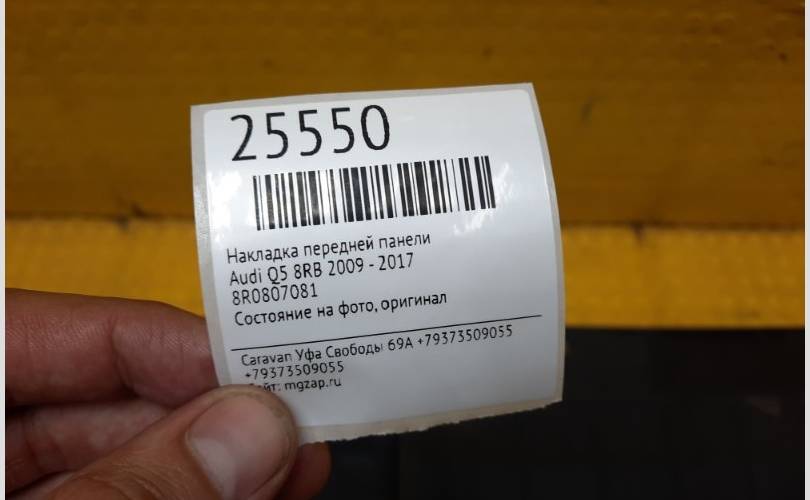 25550
Накладка передней панели
Audi Q5 8RB 2009 - 2017
8R0807081
Состояние на фото, оригинал
Caravan Уфа Свободы 69А +79373509055
+79373509055
Сайт: mgzap.ru